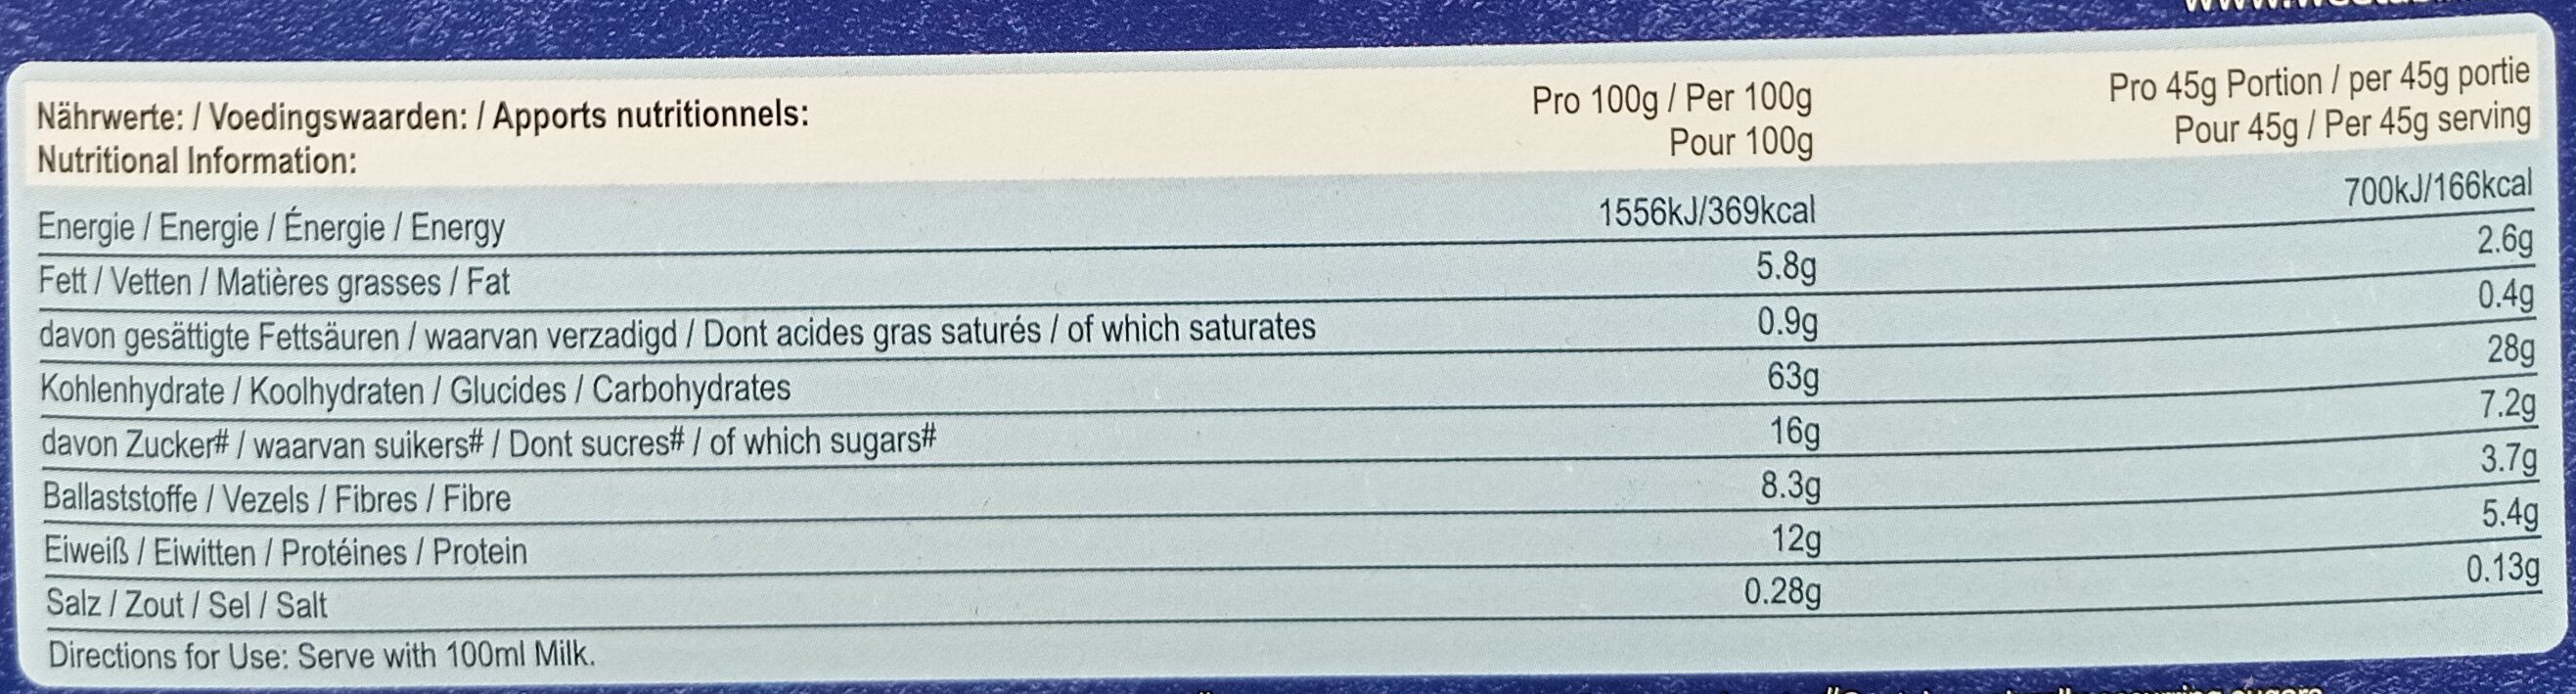 Nährwerte: / Voedingswaarden: / Apports nutritionnels:
Nutritional Information:
Pro 100g / Per 100g
Pour 100g
Pro 45g Portion / per 45g portie
Pour 45g / Per 45g serving
Energie / Energie / Énergie / Energy 1556kJ/369kcal 700kJ/166kcal
Fett / Vetten / Matières grasses / Fat 5.8g 2.6g
davon gesättigte Fettsäuren / waarvan verzadigd / Dont acides gras saturés / of which saturates 0.9g 0.4g
Kohlenhydrate / Koolhydraten / Glucides / Carbohydrates 63g 28g
davon Zucker# / waarvan suikers# / Dont sucres# / of which sugars# 16g 7.2g
Ballaststoffe / Vezels / Fibres / Fibre 8.3g 3.7g
Eiweiß / Eiwitten / Protéines / Protein 12g 5.4g
Salz / Zout / Sel / Salt 0.28g 0.13g
Directions for Use: Serve with 100ml Milk.